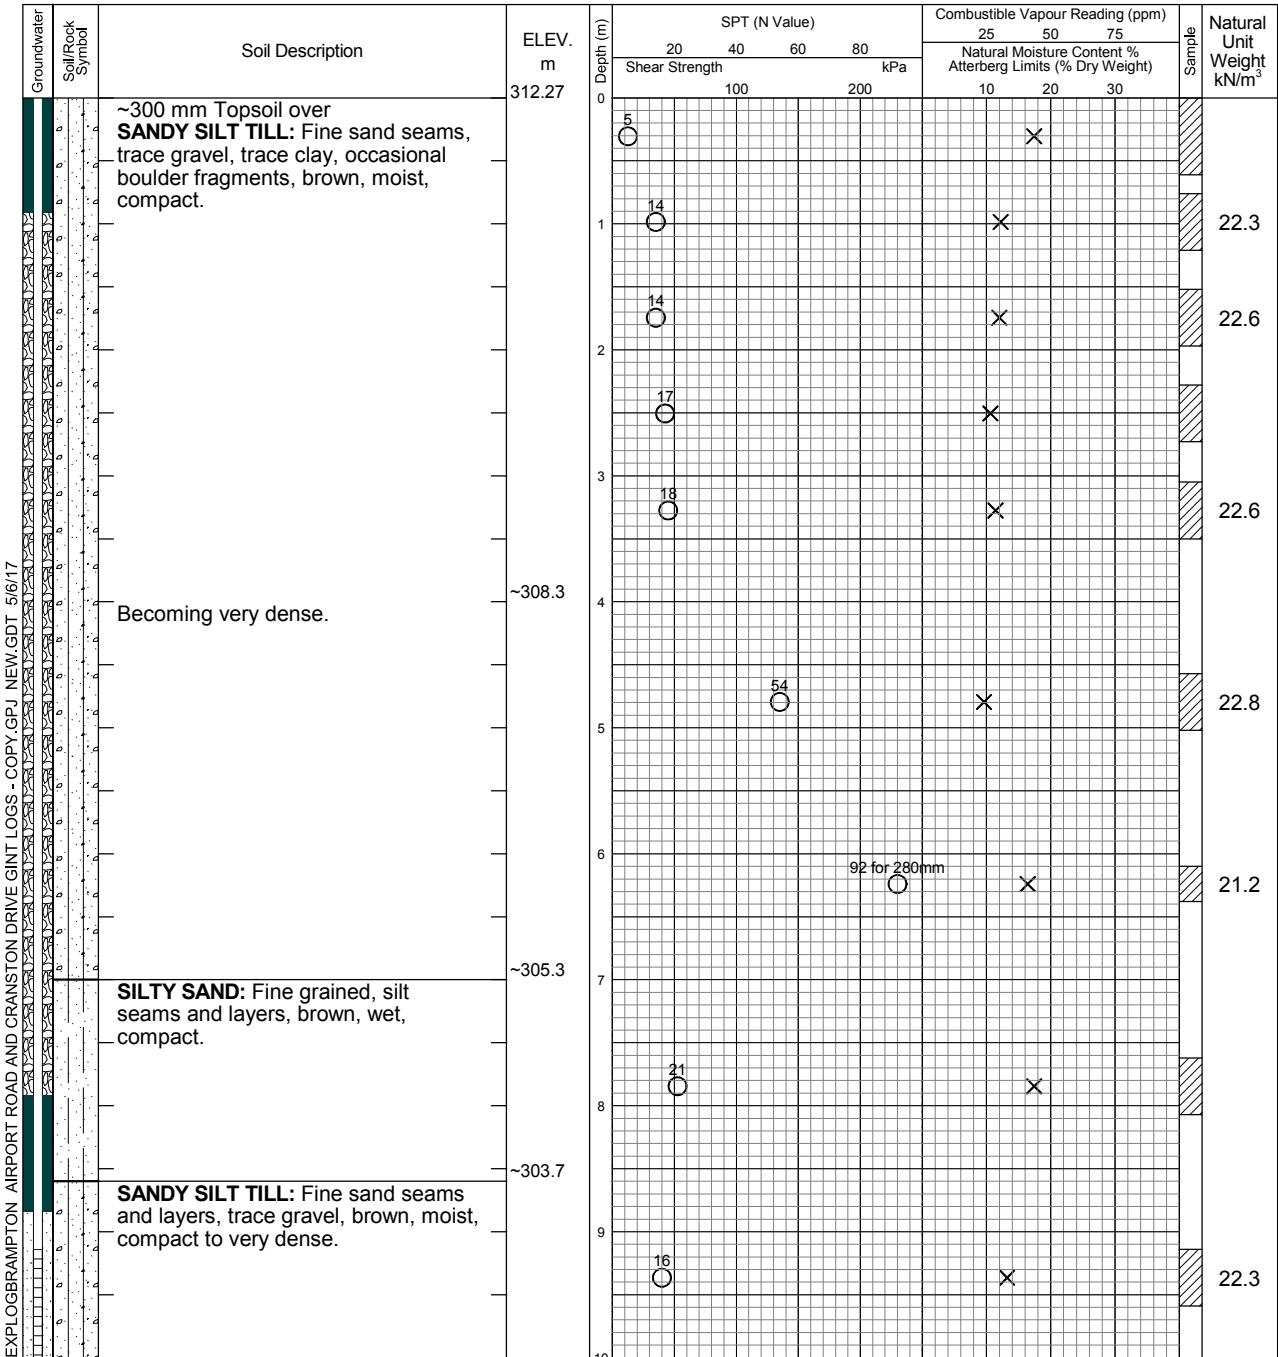 Groundwater
Soil/Rock
Symbol
Soil Description
ELEV.
m
Depth (m)
SPT (N Value)
20 40 60 80
Shear Strength kPa
100 200
Combustible Vapour Reading (ppm)
25 50 75
Natural Moisture Content %
Atterberg Limits (% Dry Weight)
10 20 30
Sample
Natural
Unit
Weight
kN/m³
312.27
0
~300 mm Topsoil over
SANDY SILT TILL: Fine sand seams,
trace gravel, trace clay, occasional
boulder fragments, brown, moist,
compact.
5
14
1
22.3
14
22.6
2
17
3
18
22.6
~308.3
4
Becoming very dense.
54
22.8
5
6
92 for 280mm
21.2
~305.3
7
SILTY SAND: Fine grained, silt
seams and layers, brown, wet,
compact.
21
8
~303.7
SANDY SILT TILL: Fine sand seams
and layers, trace gravel, brown, moist,
compact to very dense.
9
16
22.3
10
EXPLOGBRAMPTON AIRPORT ROAD AND CRANSTON DRIVE GINT LOGS - COPY.GPJ NEW.GDT 5/6/17